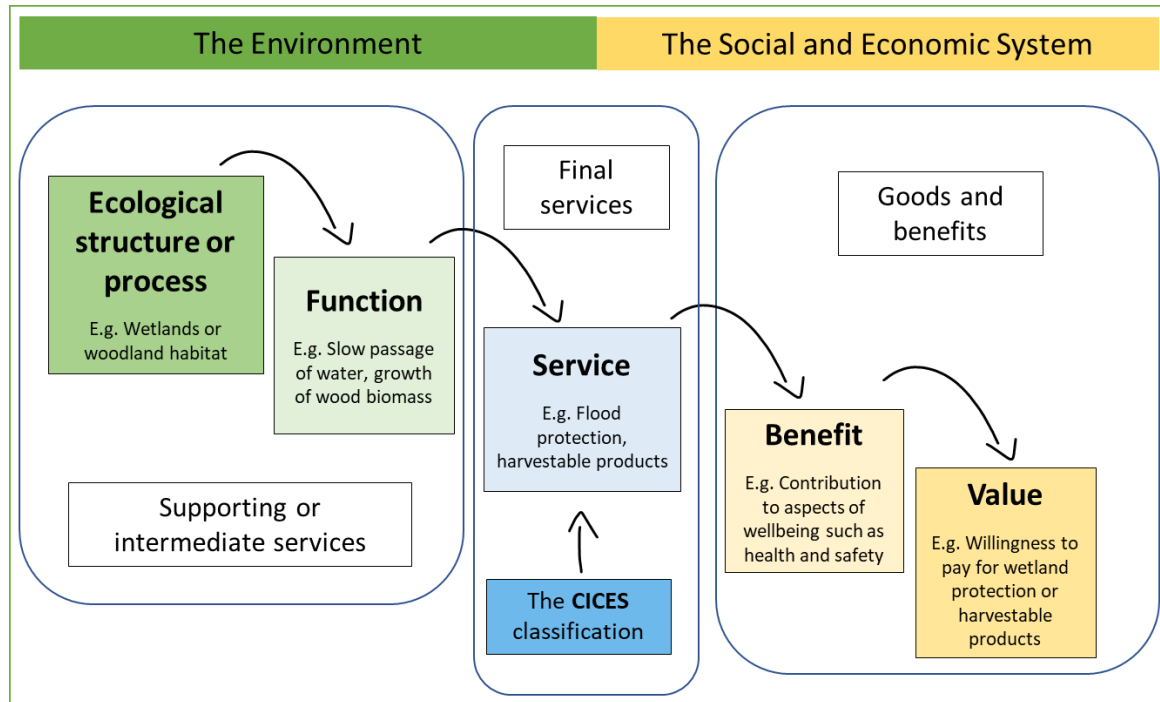 The Environment
The Social and Economic System
Ecological
structure or
process
E.g. Wetlands or
woodland habitat
Function
E.g. Slow passage
of water, growth
of wood biomass
Supporting or
intermediate services
Final
services
Service
E.g. Flood
protection,
harvestable products
The CICES
classification
Goods and
benefits
Benefit
E.g. Contribution
to aspects of
wellbeing such as
health and safety
Value
E.g. Willingness to
pay for wetland
protection or
harvestable
products